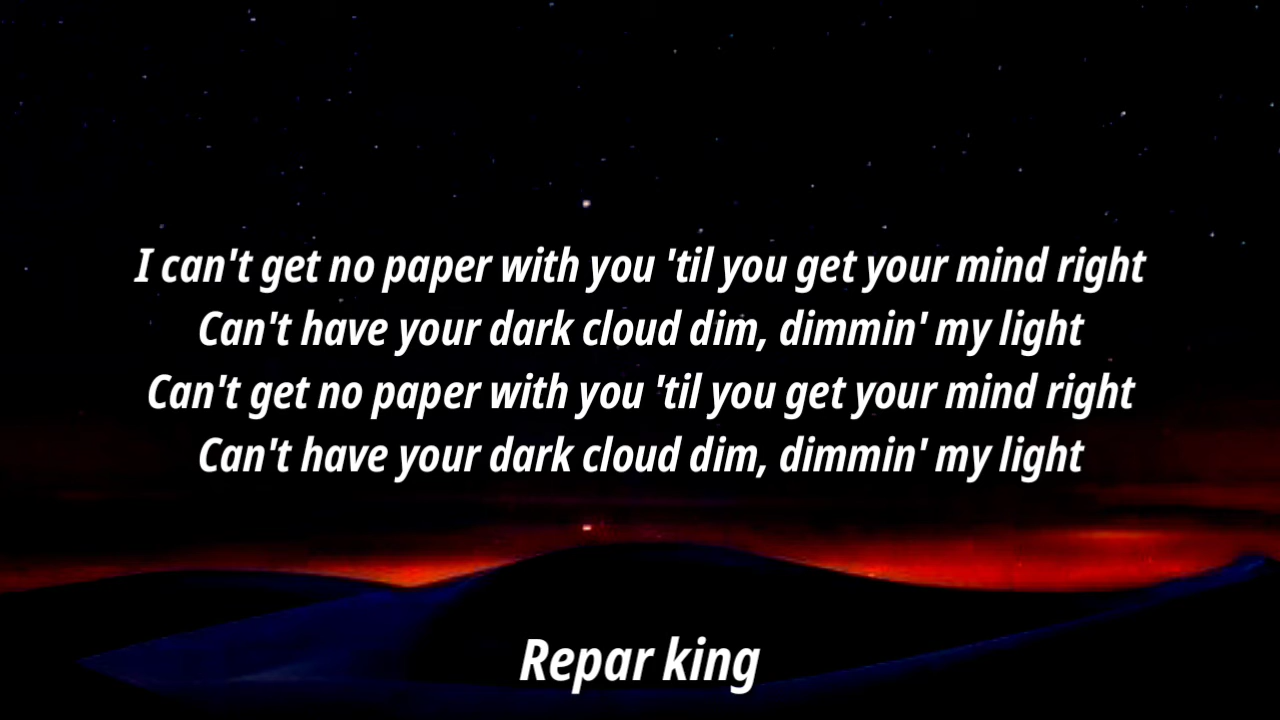 I can't get no paper with you 'til you get your mind right
Can't have your dark cloud dim, dimmin' my light
Can't get no paper with you 'til you get your mind right
Can't have your dark cloud dim, dimmin' my light
Repar king